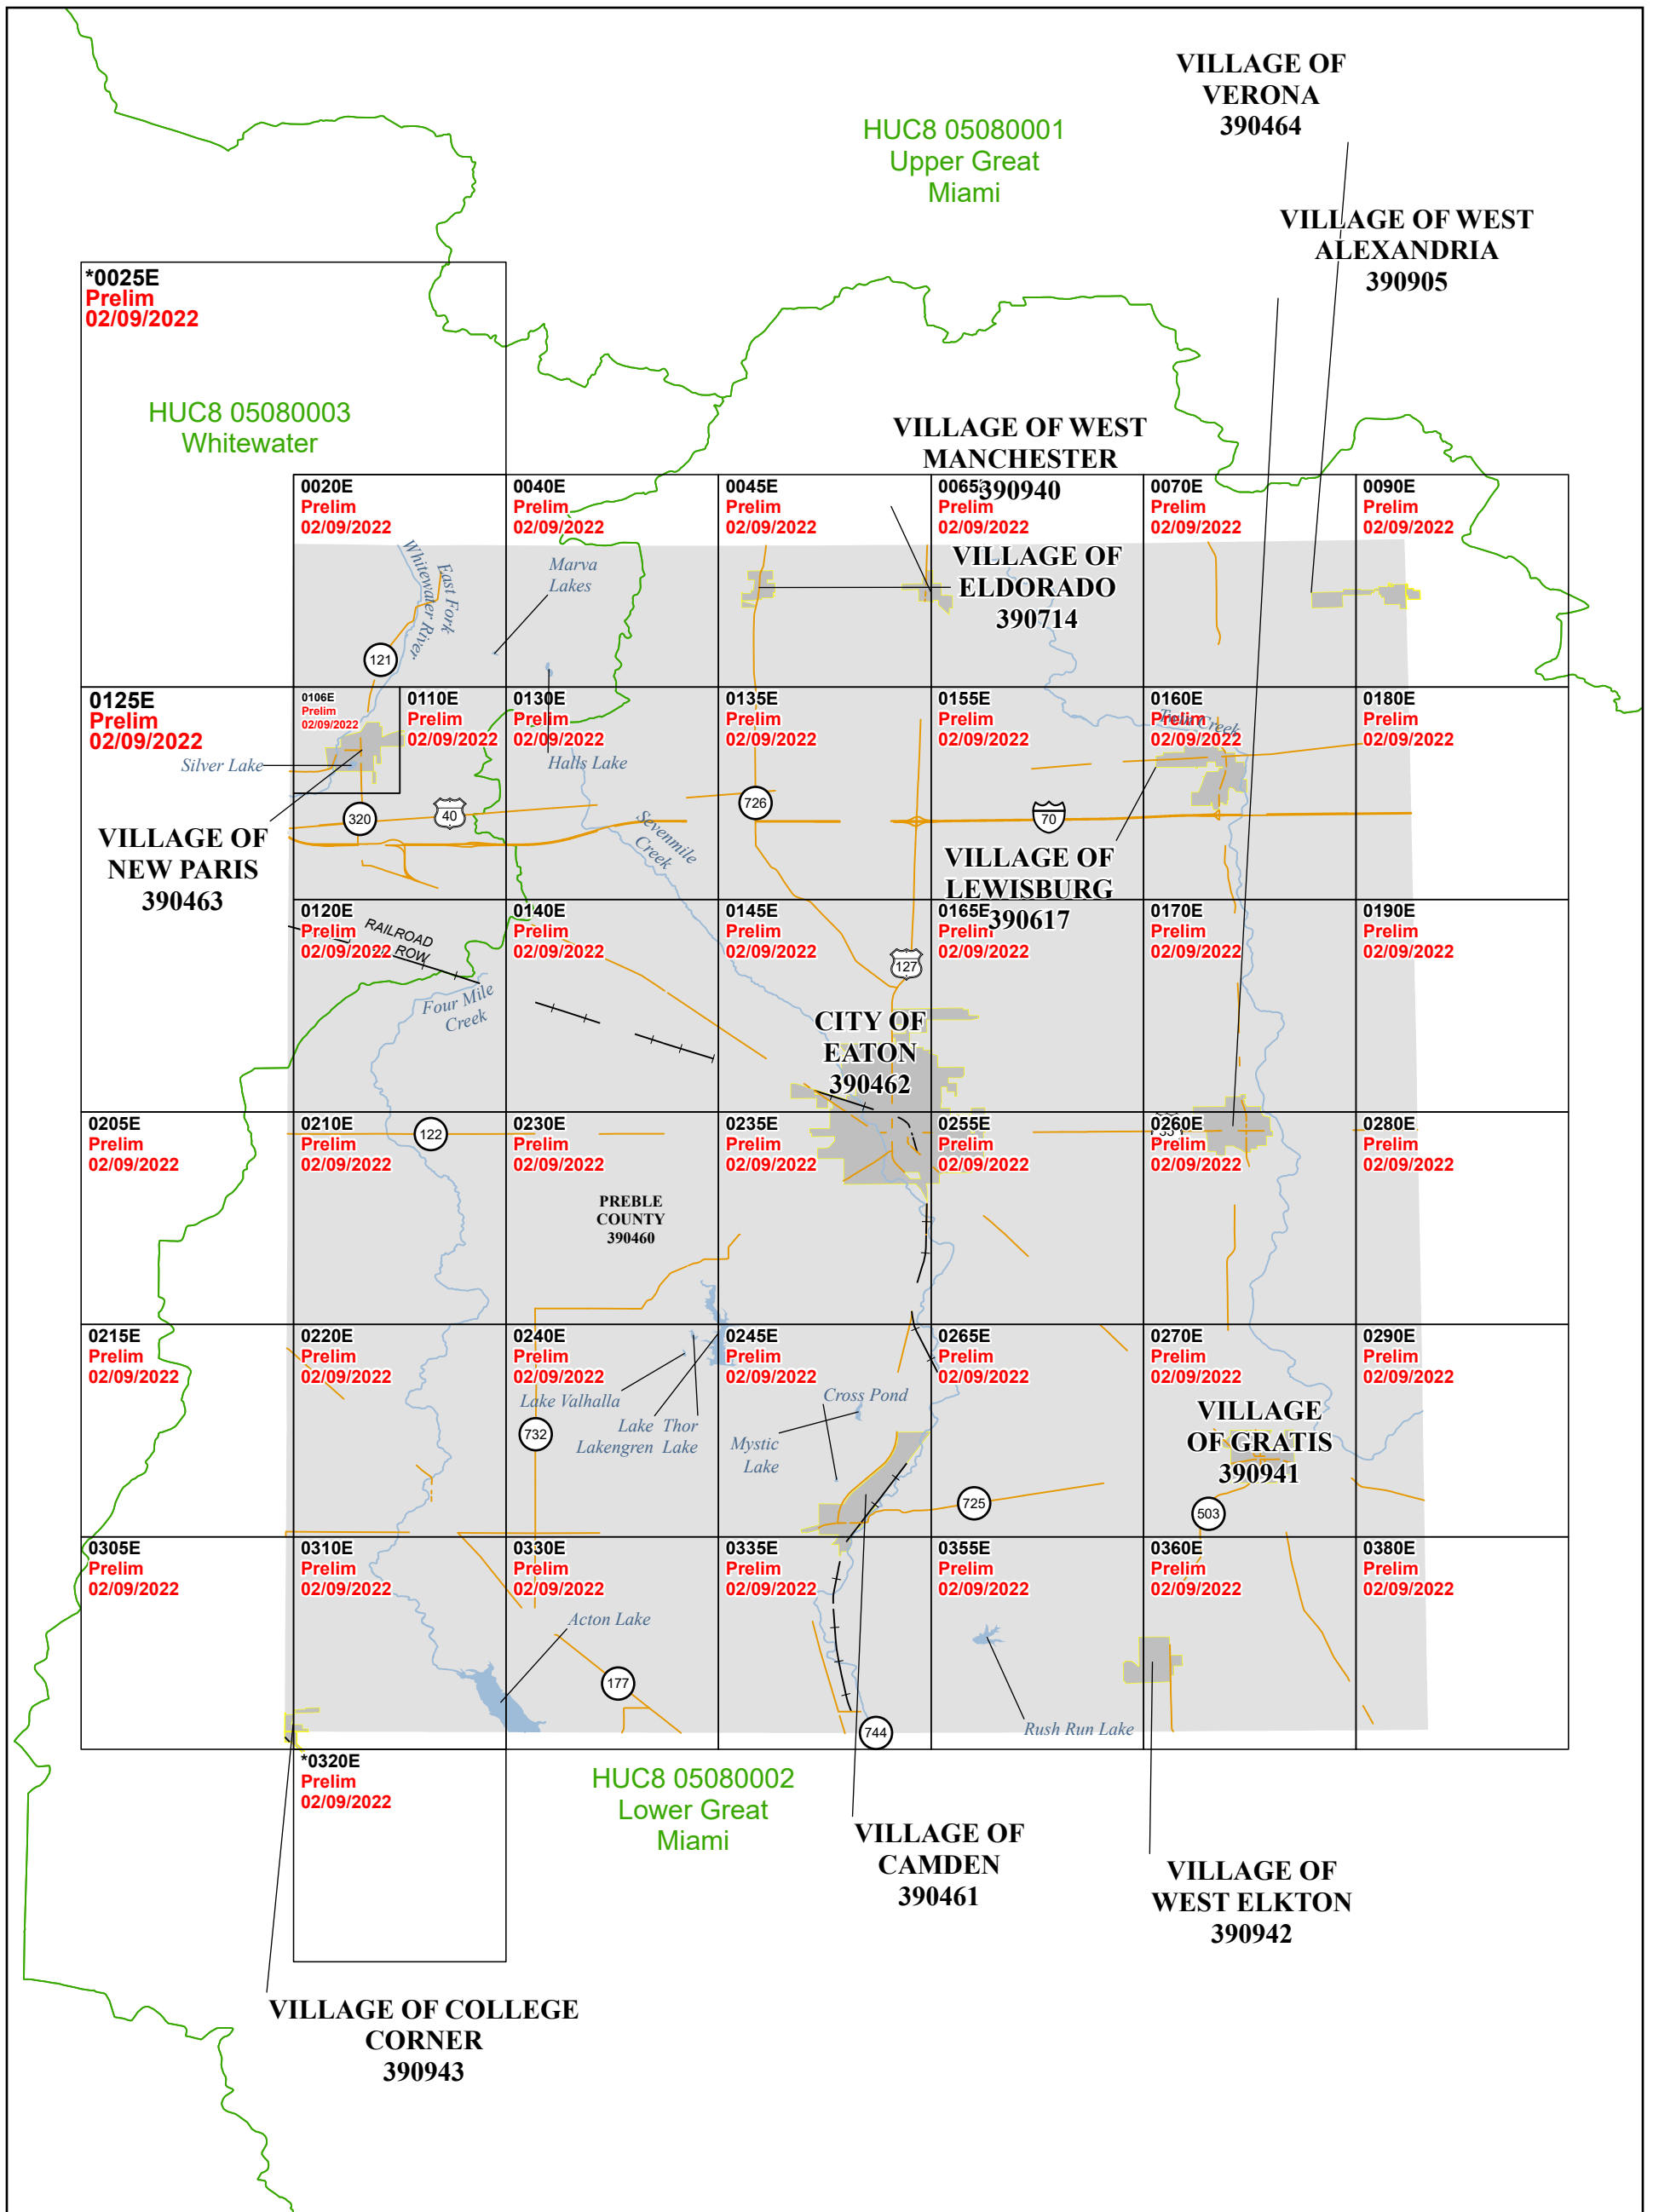 VILLAGE OF
VERONA
390464
HUC8 05080001
Upper Great
Miami
VILLAGE OF WEST
ALEXANDRIA
390905
*0025E
Prelim
02/09/2022
HUC8 05080003
Whitewater
VILLAGE OF WEST
MANCHESTER
390940
0020E
Prelim
02/09/2022
0040E
Prelim
02/09/2022
0045E
Prelim
02/09/2022
0065E
Prelim
02/09/2022
0070E
Prelim
02/09/2022
0090E
Prelim
02/09/2022
East Fork
Whitewater River
Marva
Lakes
VILLAGE OF
ELDORADO
390714
121
0125E
Prelim
02/09/2022
0106E
Prelim
02/09/2022
0110E
Prelim
02/09/2022
0130E
Prelim
02/09/2022
0135E
Prelim
02/09/2022
0155E
Prelim
02/09/2022
0160E
Prelim
02/09/2022
Creek
0180E
Prelim
02/09/2022
Silver Lake
Halls Lake
320
40
726
70
Sevenmile
Creek
VILLAGE OF
NEW PARIS
390463
VILLAGE OF
LEWISBURG
390617
0120E
Prelim
02/09/2022
RAILROAD
ROW
0140E
Prelim
02/09/2022
0145E
Prelim
02/09/2022
0165E
Prelim
02/09/2022
0170E
Prelim
02/09/2022
0190E
Prelim
02/09/2022
127
Four Mile
Creek
CITY OF
EATON
390462
0205E
Prelim
02/09/2022
0210E
Prelim
02/09/2022
122
0230E
Prelim
02/09/2022
0235E
Prelim
02/09/2022
0255E
Prelim
02/09/2022
0260E
Prelim
02/09/2022
0280E
Prelim
02/09/2022
PREBLE
COUNTY
390460
0215E
Prelim
02/09/2022
0220E
Prelim
02/09/2022
0240E
Prelim
02/09/2022
0245E
Prelim
02/09/2022
0265E
Prelim
02/09/2022
0270E
Prelim
02/09/2022
0290E
Prelim
02/09/2022
Lake Valhalla
Lake
Lakengren
Thor
Lake
Cross Pond
Mystic
Lake
VILLAGE
OF GRATIS
390941
732
725
503
0305E
Prelim
02/09/2022
0310E
Prelim
02/09/2022
0330E
Prelim
02/09/2022
0335E
Prelim
02/09/2022
0355E
Prelim
02/09/2022
0360E
Prelim
02/09/2022
0380E
Prelim
02/09/2022
Acton Lake
177
744
Rush Run Lake
*0320E
Prelim
02/09/2022
HUC8 05080002
Lower Great
Miami
VILLAGE OF
CAMDEN
390461
VILLAGE OF
WEST ELKTON
390942
VILLAGE OF COLLEGE
CORNER
390943